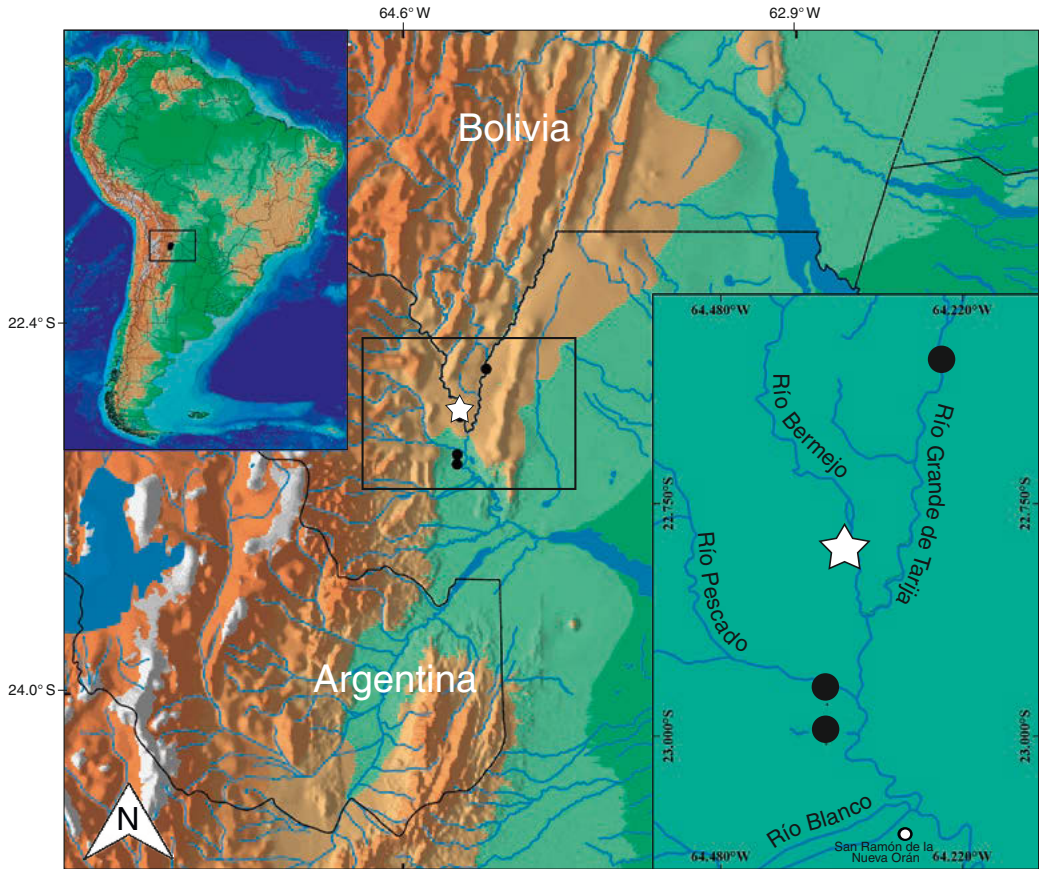 64.6°W
62.9°W
Bolivia
22.4°S
64.480°W
64.220°W
Río Bermejo
Río Grande de Tarija
22.750°S
22.750°S
Río Pescado
Argentina
24.0°S
23.000°S
23.000°S
N
Río Blanco
San Ramón de la
Nueva Orán
64.480°W
64.220°W